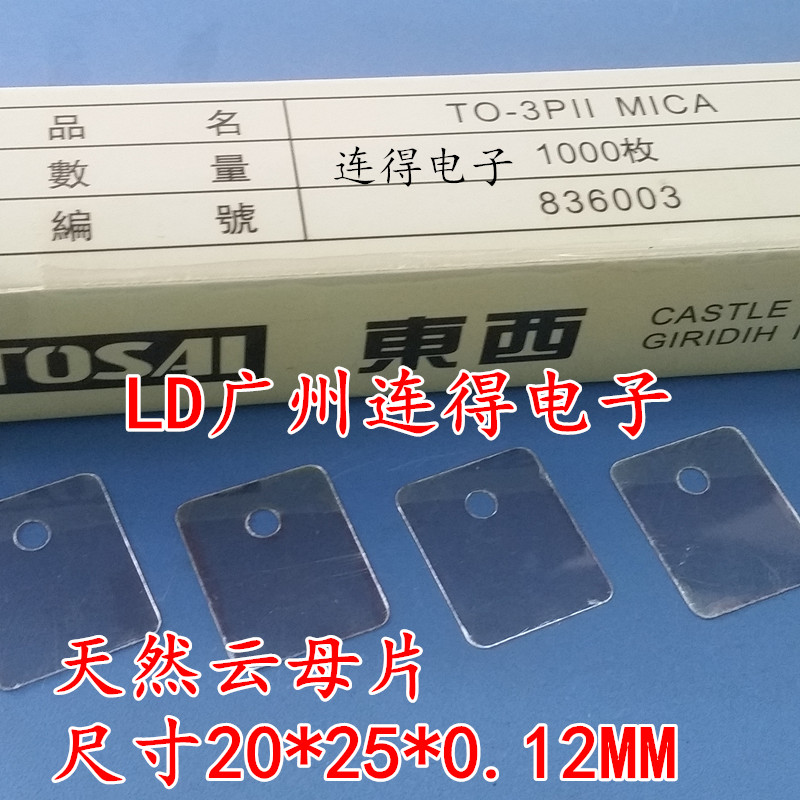 品 名 TO-3PII MICA
數 量 连得电子 1000枚
編 號 836003
TOSAI 東西 CASTLE
GIRIDIH
LD广州连得电子
天然云母片
尺寸20*25*0.12MM